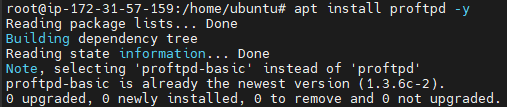 root@ip-172-31-57-159:/home/ubuntu# apt install proftpd -y
Reading package lists... Done
Building dependency tree
Reading state information... Done
Note, selecting 'proftpd-basic' instead of 'proftpd'
proftpd-basic is already the newest version (1.3.6c-2).
0 upgraded, 0 newly installed, 0 to remove and 0 not upgraded.